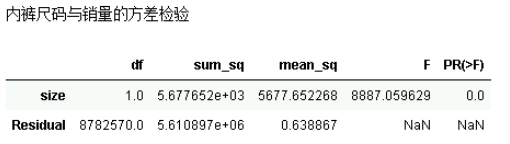 内裤尺码与销量的方差检验
df sum_sq mean_sq F PR(>F)
size 1.0 5.677652e+03 5677.652268 8887.059629 0.0
Residual 8782570.0 5.610897e+06 0.638867 NaN NaN